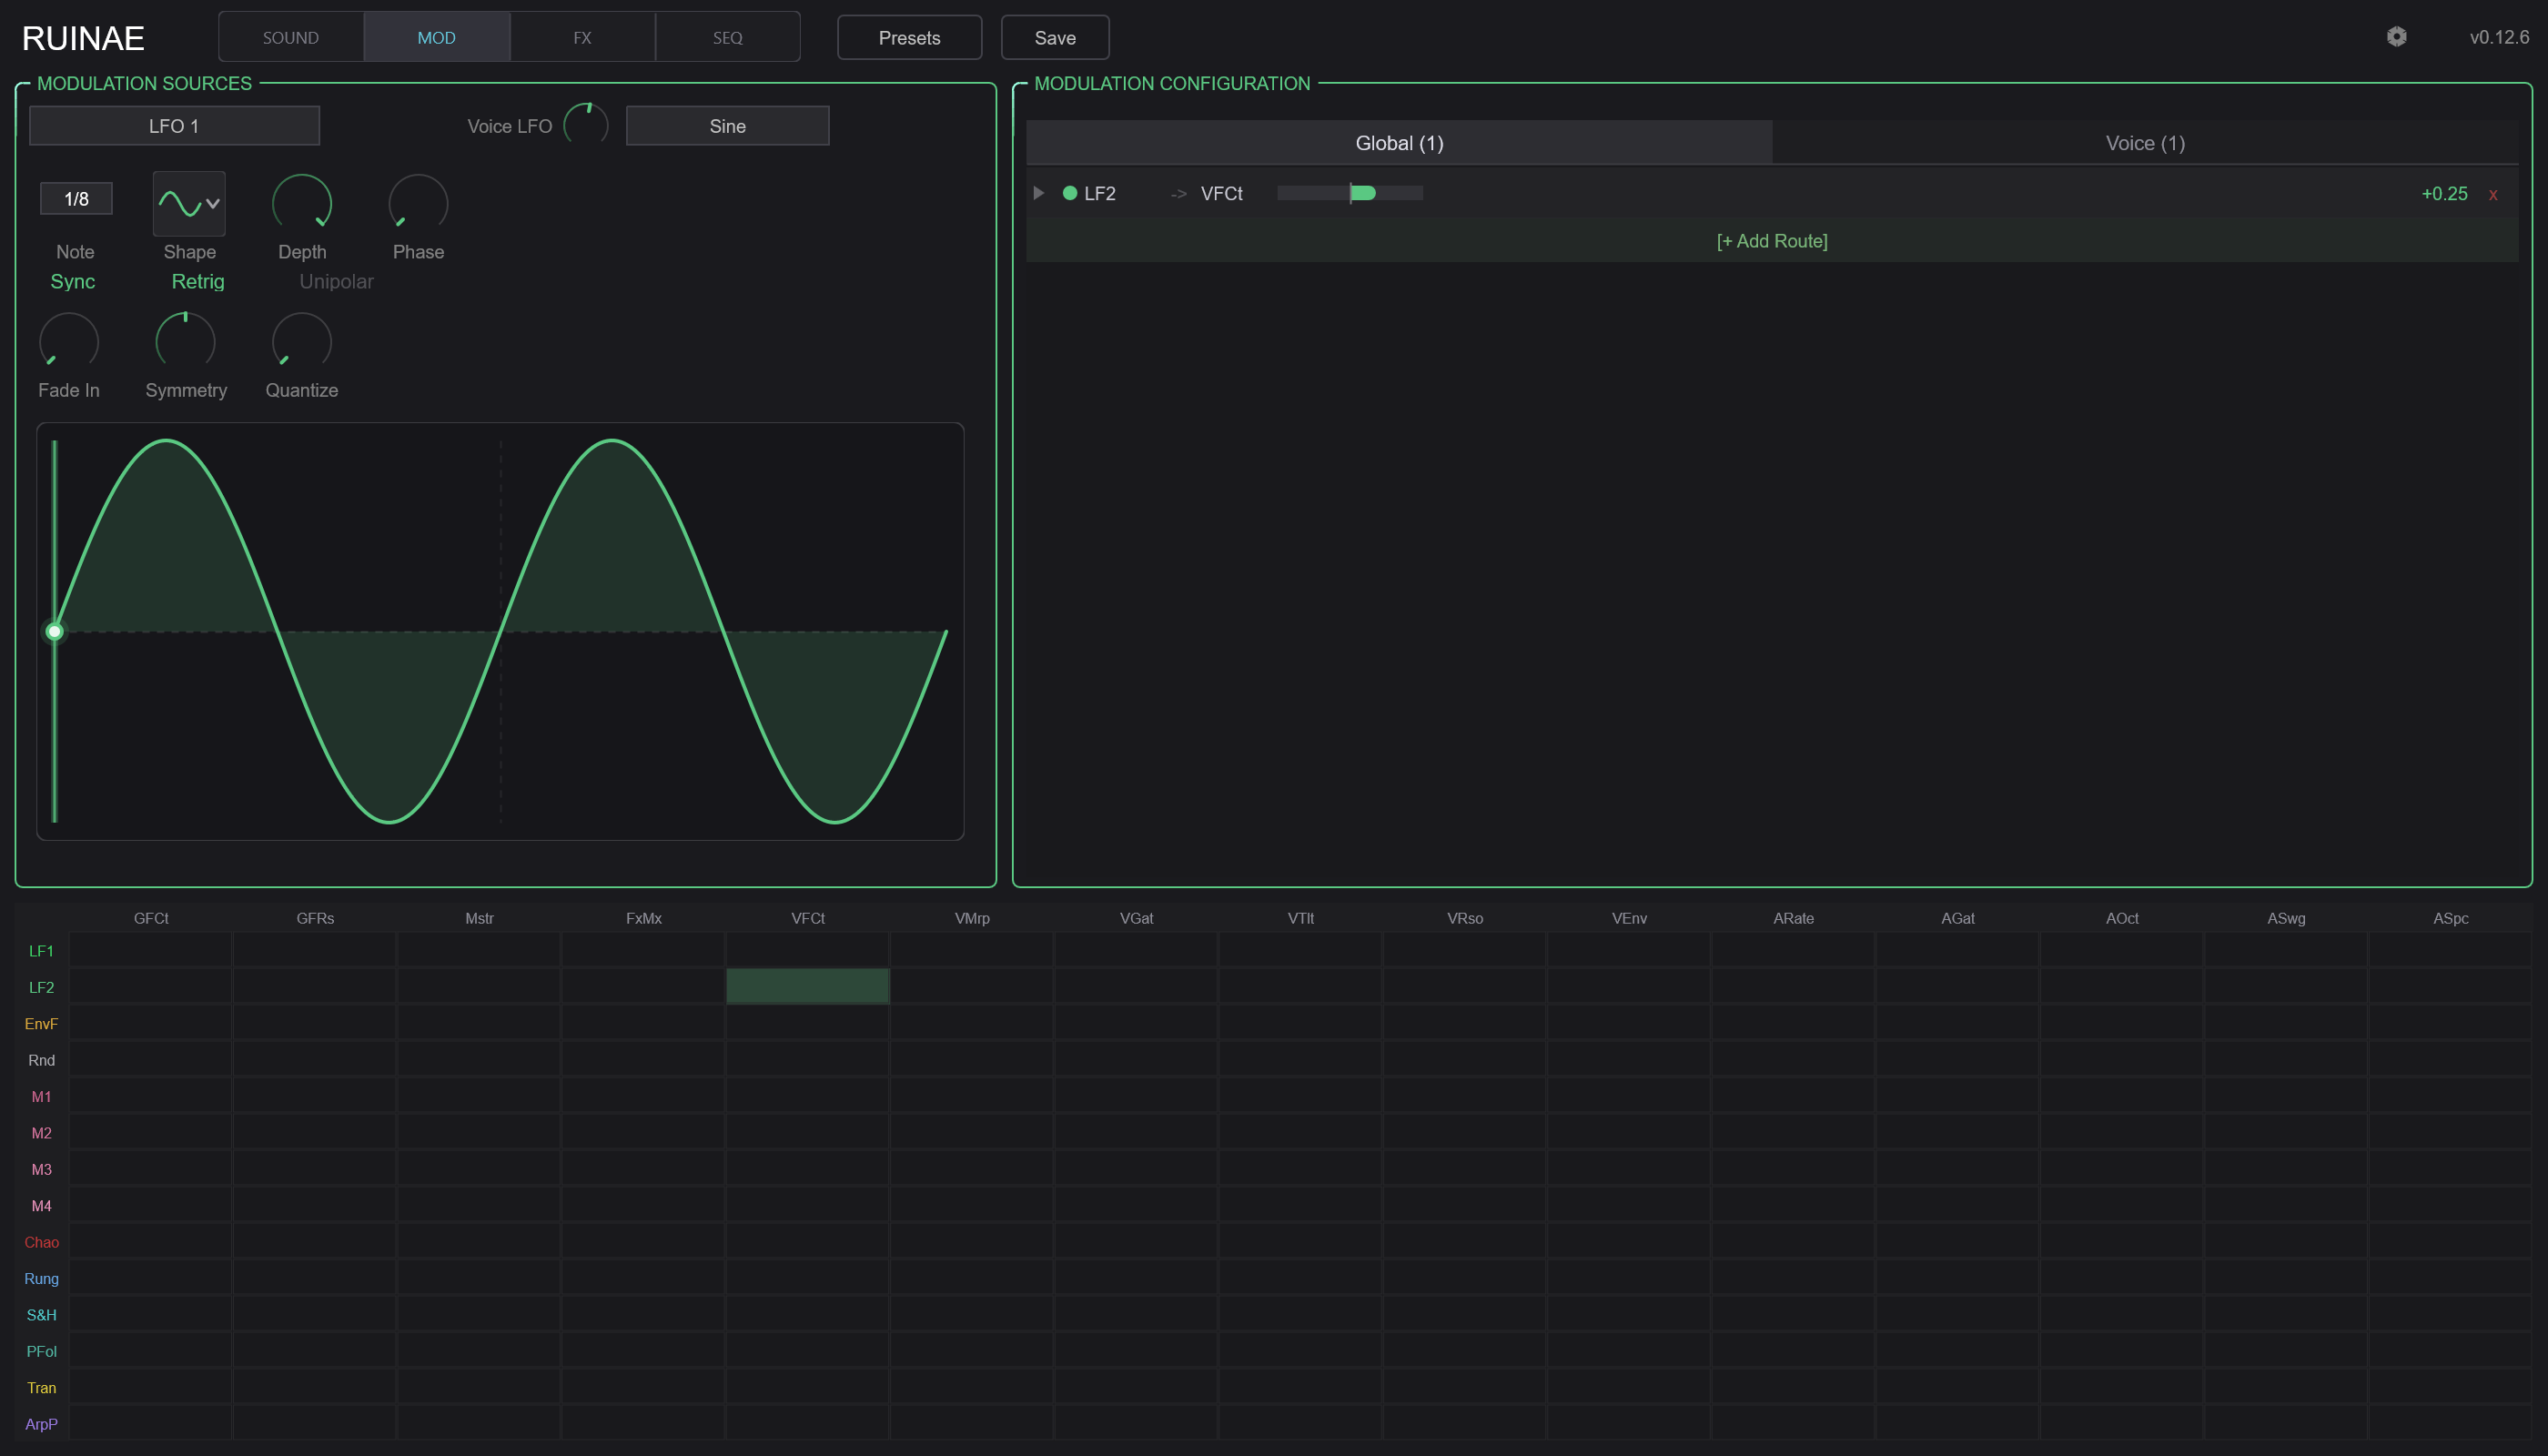 RUINAE
SOUND MOD FX SEQ
Presets Save
v0.12.6
MODULATION SOURCES
LFO 1
Voice LFO
Sine
1/8
Note Shape Depth Phase
Sync Retrig Unipolar
Fade In Symmetry Quantize
MODULATION CONFIGURATION
Global (1) Voice (1)
LF2 -> VFCt +0.25 x
[+ Add Route]
GFCt GFRs Mstr FxMx VFCt VMrp VGat VTlt VRso VEnv ARate AGat AOct ASwg ASpc
LF1
LF2
EnvF
Rnd
M1
M2
M3
M4
Chao
Rung
S&H
PFol
Tran
ArpP